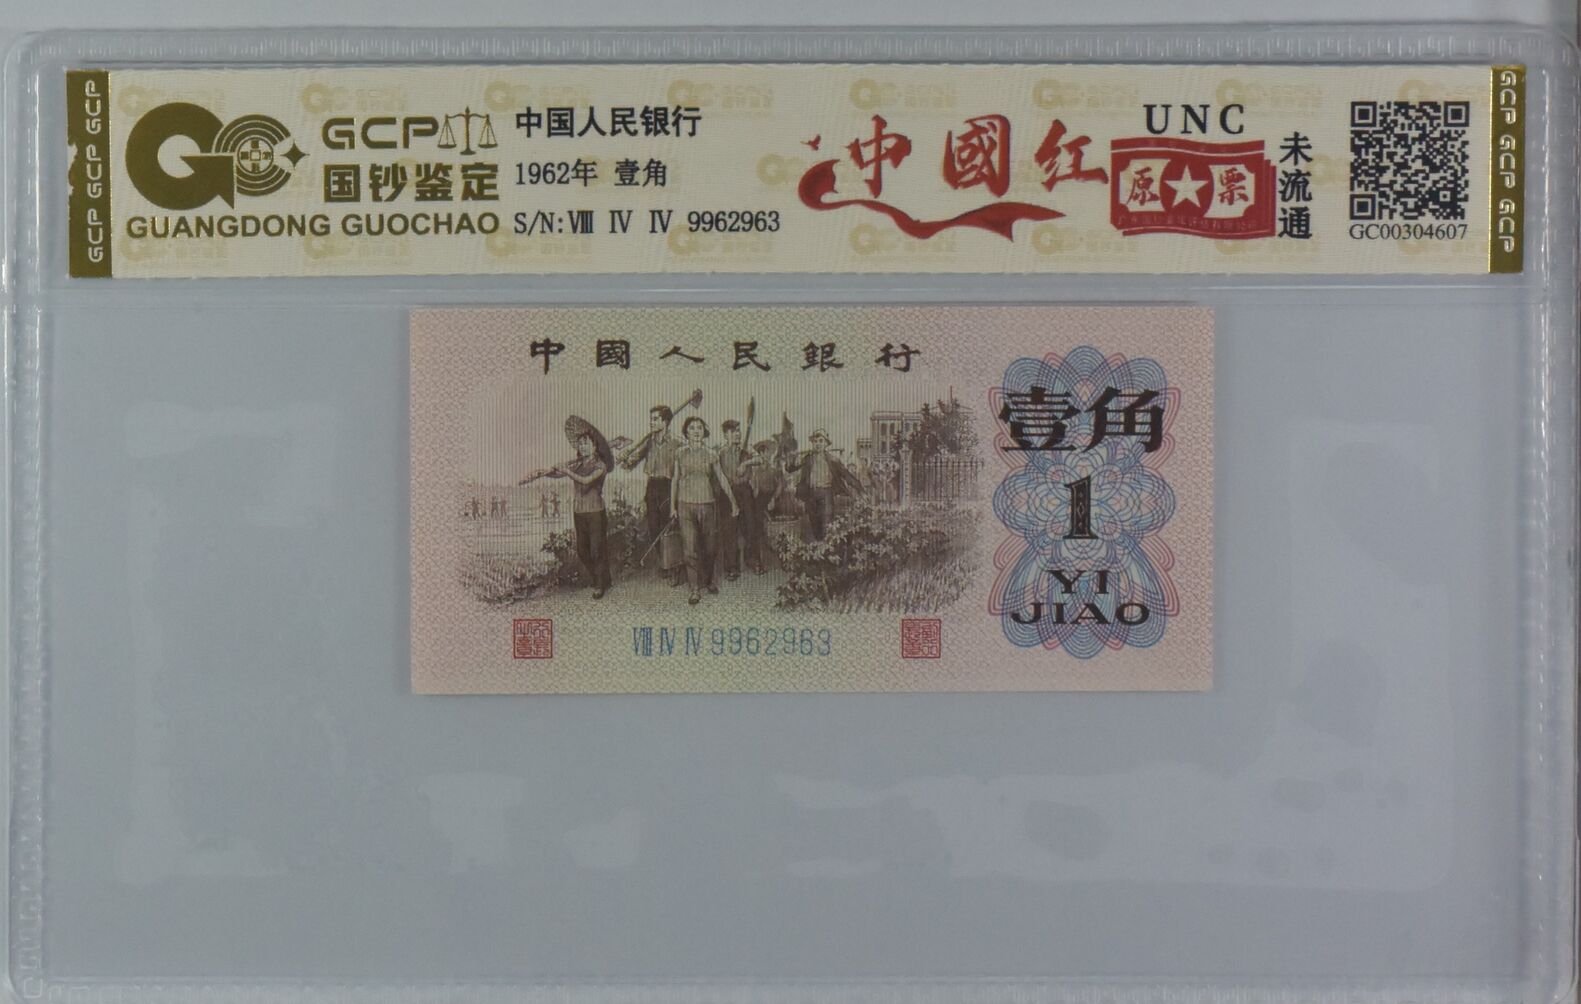 GCP GCP GCP
GCP
国钞鉴定
GUANGDONG GUOCHAO
中国人民银行
1962年 壹角
S/N:Ⅷ Ⅳ Ⅳ 9962963
中國红
UNC
原票
未流通
GC00304607
GCP GCP GCP
中國人民銀行
壹角
1
YI
JIAO
Ⅷ Ⅳ Ⅳ 9962963